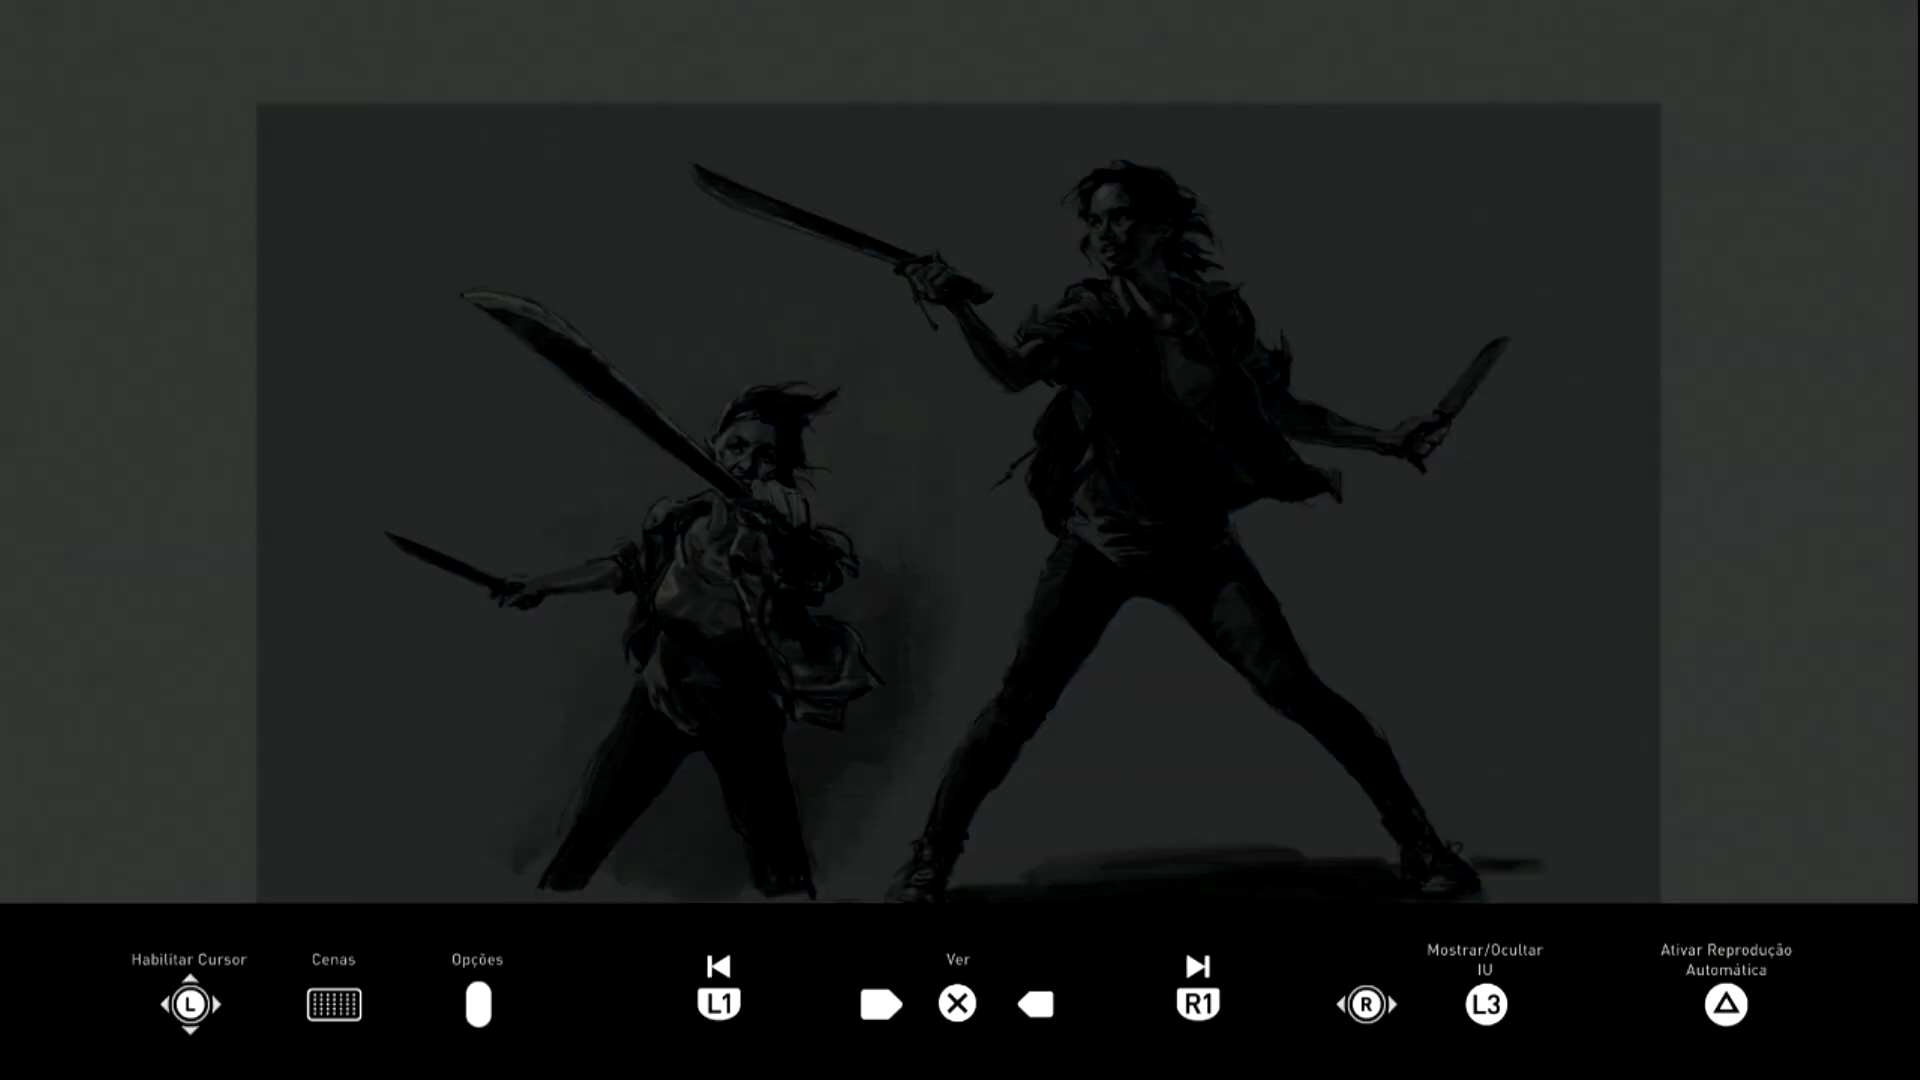 Habilitar Cursor
Cenas
Opções
Ver
Mostrar/Ocultar
IU
Ativar Reprodução
Automática
L
L1
R1
R
L3